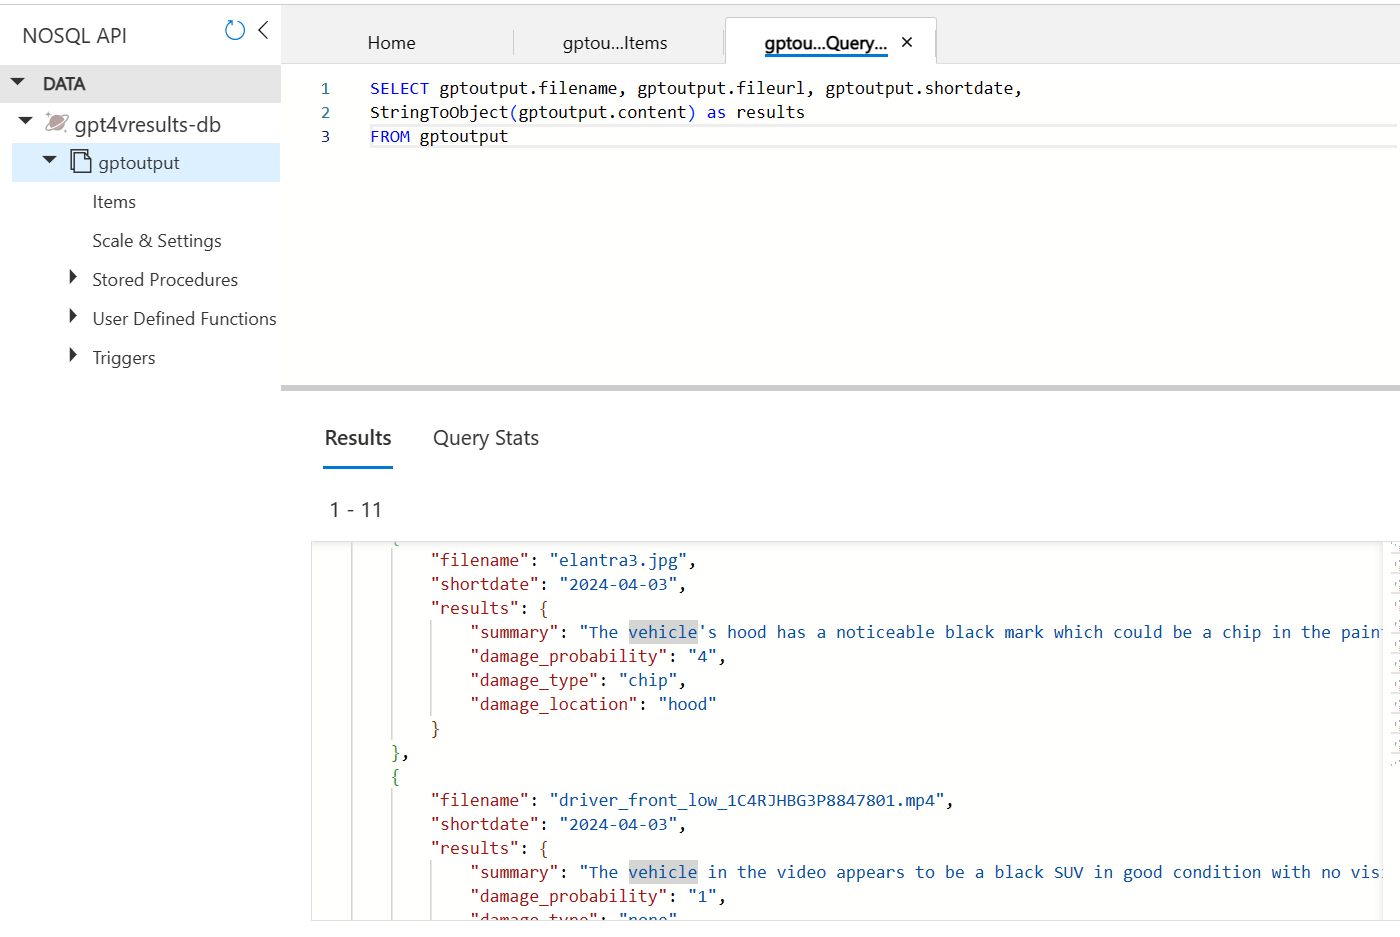 NOSQL API
DATA
gpt4vresults-db
gptoutput
Items
Scale & Settings
Stored Procedures
User Defined Functions
Triggers
Home
gptou...Items
gptou...Query...
1 SELECT gptoutput.filename, gptoutput.fileurl, gptoutput.shortdate,
2 StringToObject(gptoutput.content) as results
3 FROM gptoutput
Results
Query Stats
1 - 11
{
"filename": "elantra3.jpg",
"shortdate": "2024-04-03",
"results": {
"summary": "The vehicle's hood has a noticeable black mark which could be a chip in the pain
"damage_probability": "4",
"damage_type": "chip",
"damage_location": "hood"
}
},
{
"filename": "driver_front_low_1C4RJHBG3P8847801.mp4",
"shortdate": "2024-04-03",
"results": {
"summary": "The vehicle in the video appears to be a black SUV in good condition with no vis
"damage_probability": "1",
"damage_type": "none"